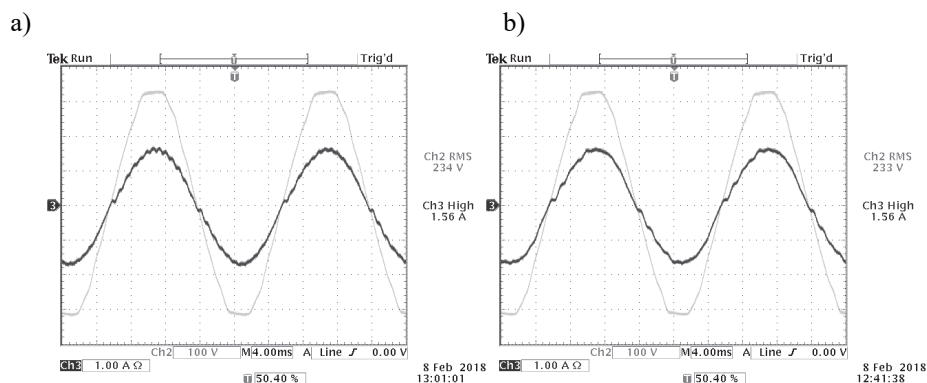 a)
Tek Run
Trig'd
T
T
Ch2 RMS
234 V
Ch3 High
1.56 A
3
Ch2 100 V M 4.00ms A Line ƒ 0.00 V
Ch3 1.00 A Ω
8 Feb 2018
13:01:01
T 50.40 %
b)
Tek Run
Trig'd
T
T
Ch2 RMS
233 V
Ch3 High
1.56 A
3
Ch2 100 V M 4.00ms A Line ƒ 0.00 V
Ch3 1.00 A Ω
8 Feb 2018
12:41:38
T 50.40 %